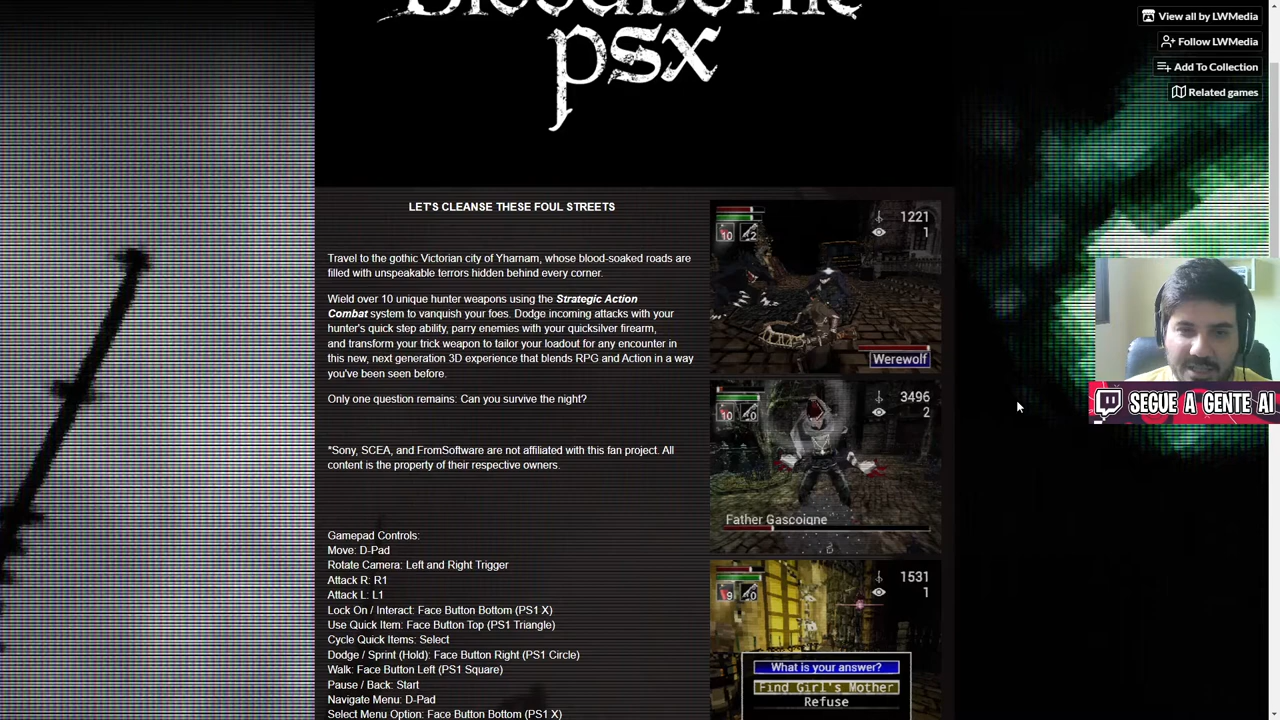 Bloodborne
psx
View all by LWMedia
Follow LWMedia
Add To Collection
Related games
LET'S CLEANSE THESE FOUL STREETS
Travel to the gothic Victorian city of Yharnam, whose blood-soaked roads are
filled with unspeakable terrors hidden behind every corner.
Wield over 10 unique hunter weapons using the Strategic Action
Combat system to vanquish your foes. Dodge incoming attacks with your
hunter's quick step ability, parry enemies with your quicksilver firearm,
and transform your trick weapon to tailor your loadout for any encounter in
this new, next generation 3D experience that blends RPG and Action in a way
you've been seen before.
Only one question remains: Can you survive the night?
*Sony, SCEA, and FromSoftware are not affiliated with this fan project. All
content is the property of their respective owners.
Gamepad Controls:
Move: D-Pad
Rotate Camera: Left and Right Trigger
Attack R: R1
Attack L: L1
Lock On / Interact: Face Button Bottom (PS1 X)
Use Quick Item: Face Button Top (PS1 Triangle)
Cycle Quick Items: Select
Dodge / Sprint (Hold): Face Button Right (PS1 Circle)
Walk: Face Button Left (PS1 Square)
Pause / Back: Start
Navigate Menu: D-Pad
Select Menu Option: Face Button Bottom (PS1 X)
1221
1
10
12
Werewolf
3496
2
10
Father Gascoigne
1531
1
9
What is your answer?
Find Girl's Mother
Refuse
SEGUE A GENTE AI